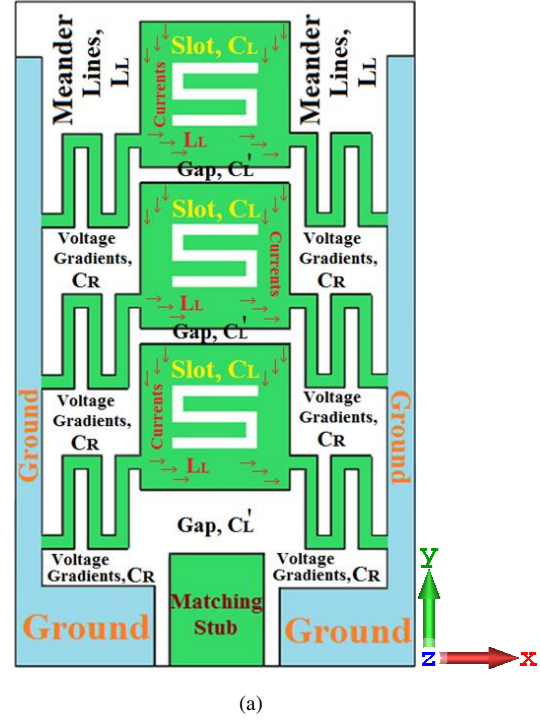 Meander
Lines,
LL
Slot, CL
Currents
LL
Meander
Lines,
LL
Gap, CL'
Voltage
Gradients,
CR
Slot, CL
Currents
LL
Voltage
Gradients,
CR
Gap, CL'
Ground
Voltage
Gradients,
CR
Slot, CL
Currents
LL
Voltage
Gradients,
CR
Ground
Gap, CL'
Voltage
Gradients, CR
Voltage
Gradients, CR
Ground
Matching
Stub
Ground
y
z
x
(a)